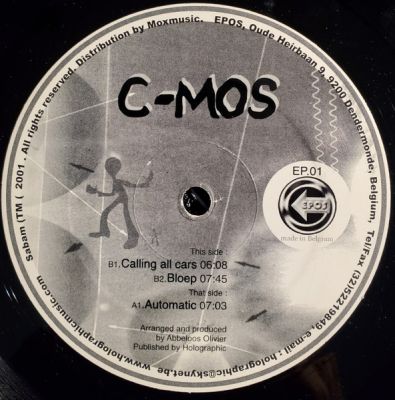 Sabam (TM ( 2001 . All rights reserved. Distribution by Moxmusic. EPOS, Oude Heirbaan 9, 9200 Dendermonde, Belgium, Tel/Fax (32)52219849. e-mail : holographic@skynet.be www.holographicmusic.com
C-MOS
EP.01
EPOS
made in Belgium
This side :
B1.Calling all cars 06:08
B2.Bloep 07:45
That side :
A1.Automatic 07:03
Arranged and produced
by Abbeloos Olivier
Published by Holographic